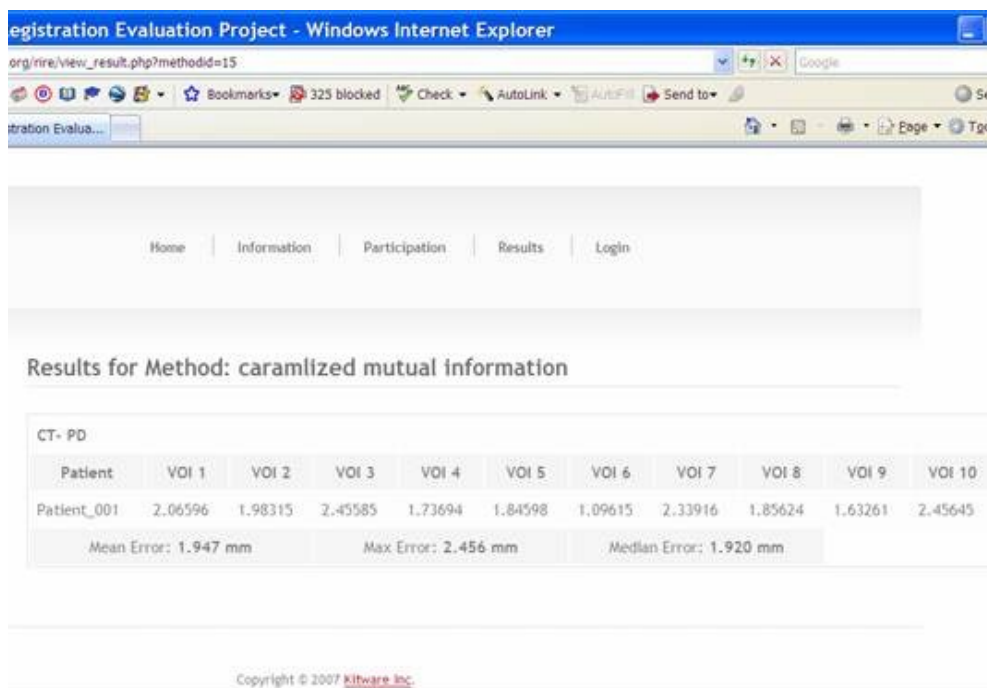 egistration Evaluation Project - Windows Internet Explorer
org/rire/view_result.php?methodid=15
Google
Bookmarks 325 blocked Check AutoLink AutoFill Send to
stration Evalua... Page
Home Information Participation Results Login
Results for Method: caramlized mutual information
CT- PD
Patient VOI 1 VOI 2 VOI 3 VOI 4 VOI 5 VOI 6 VOI 7 VOI 8 VOI 9 VOI 10
Patient_001 2.06596 1.98315 2.45585 1.73694 1.84598 1.09615 2.33916 1.85624 1.63261 2.45645
Mean Error: 1.947 mm Max Error: 2.456 mm Median Error: 1.920 mm
Copyright © 2007 Kitware Inc.